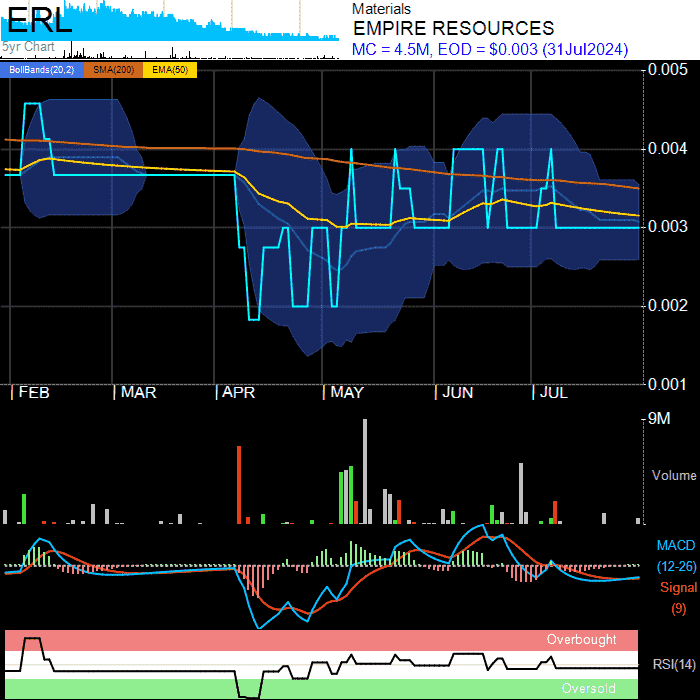 ERL
5yr Chart
Materials
EMPIRE RESOURCES
MC = 4.5M, EOD = $0.003 (31Jul2024)
BollBands(20,2) SMA(200) EMA(50)
0.005
0.004
0.003
0.002
0.001
FEB MAR APR MAY JUN JUL
9M
Volume
MACD
(12-26)
Signal
(9)
Overbought
RSI(14)
Oversold